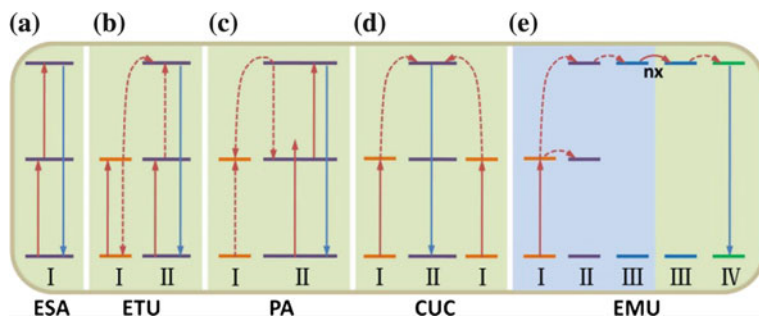 (a) (b) (c) (d) (e)
nx
Ⅰ Ⅰ Ⅱ Ⅰ Ⅱ Ⅰ Ⅱ Ⅰ Ⅰ Ⅱ Ⅲ Ⅲ Ⅳ
ESA ETU PA CUC EMU